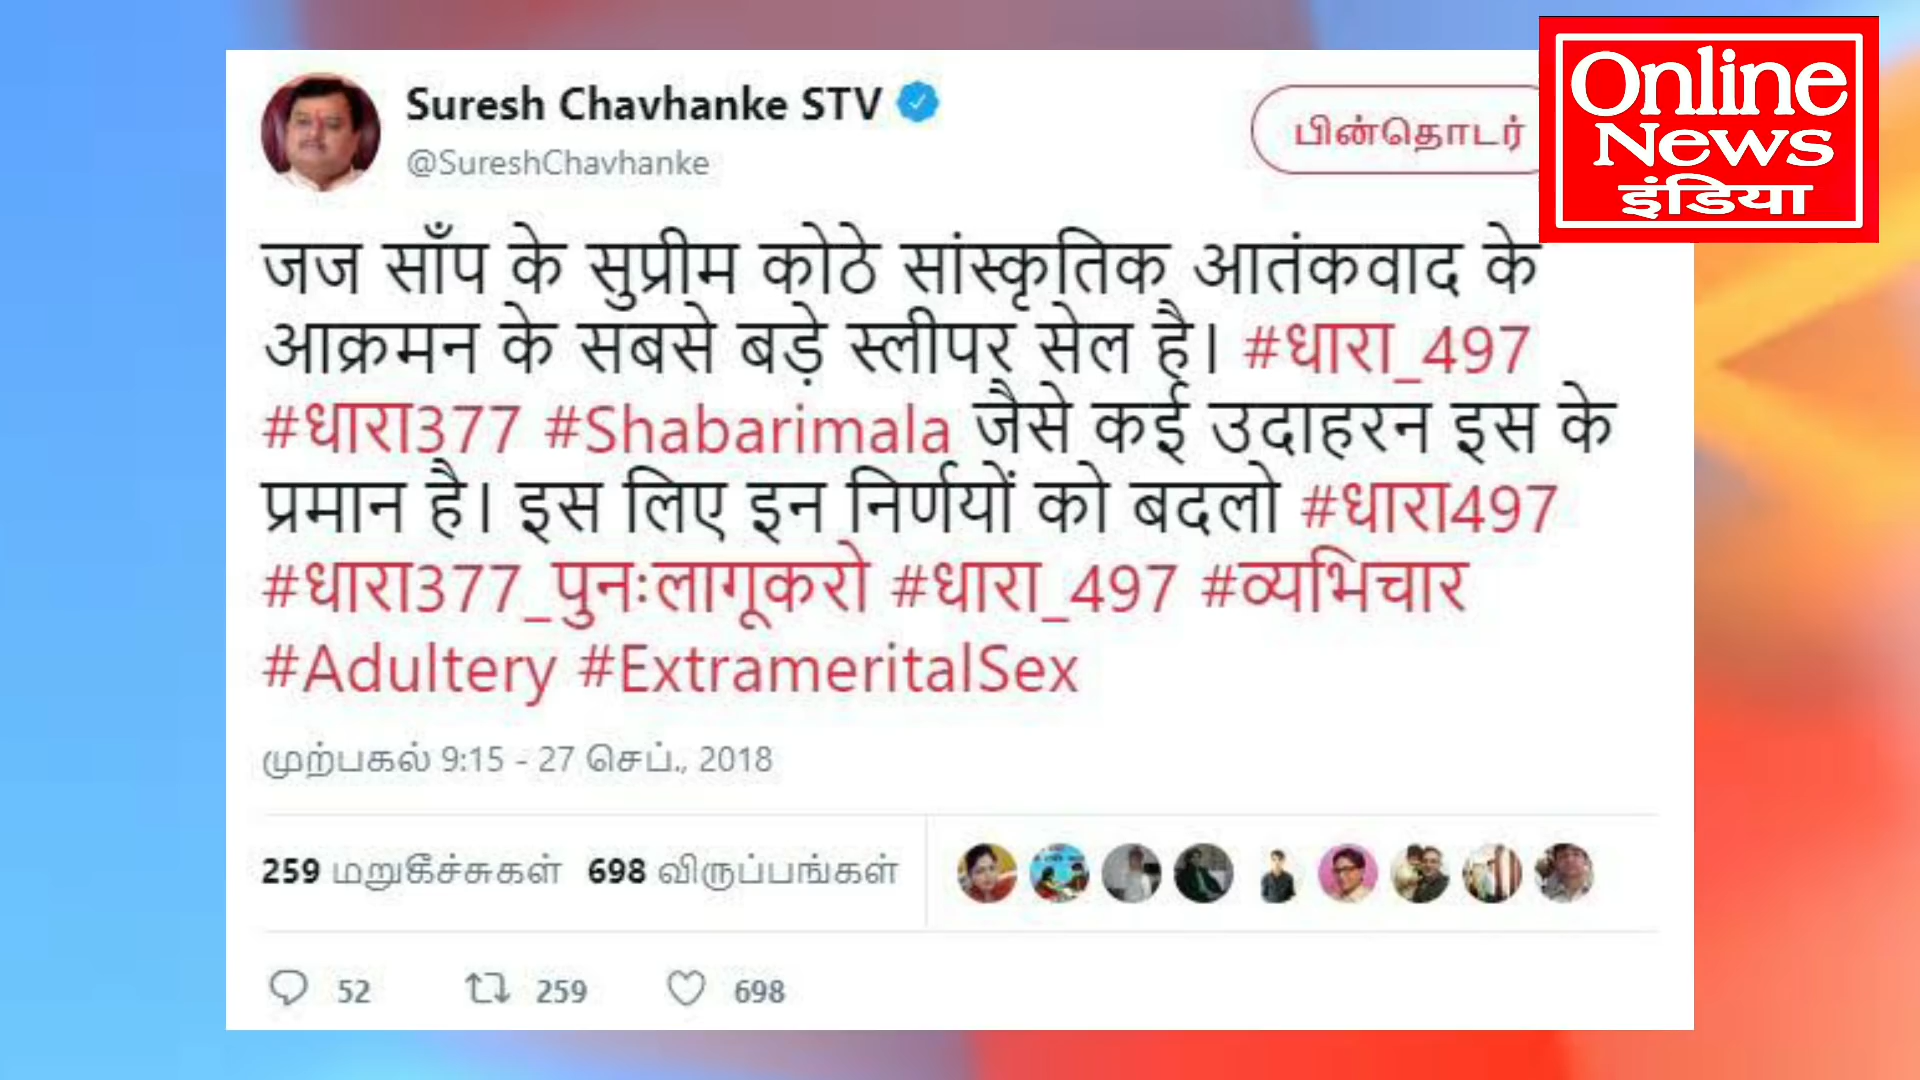 Suresh Chavhanke STV
@SureshChavhanke
பின்தொடர்
Online
News
इंडिया
जज साँप के सुप्रीम कोठे सांस्कृतिक आतंकवाद के
आक्रमन के सबसे बड़े स्लीपर सेल है। #धारा_497
#धारा377 #Shabarimala जैसे कई उदाहरन इस के
प्रमान है। इस लिए इन निर्णयों को बदलो #धारा497
#धारा377_पुनःलागूकरो #धारा_497 #व्यभिचार
#Adultery #ExtrameritalSex
முற்பகல் 9:15 - 27 செப்., 2018
259 மறுகீச்சுகள் 698 விருப்பங்கள்
52 259 698